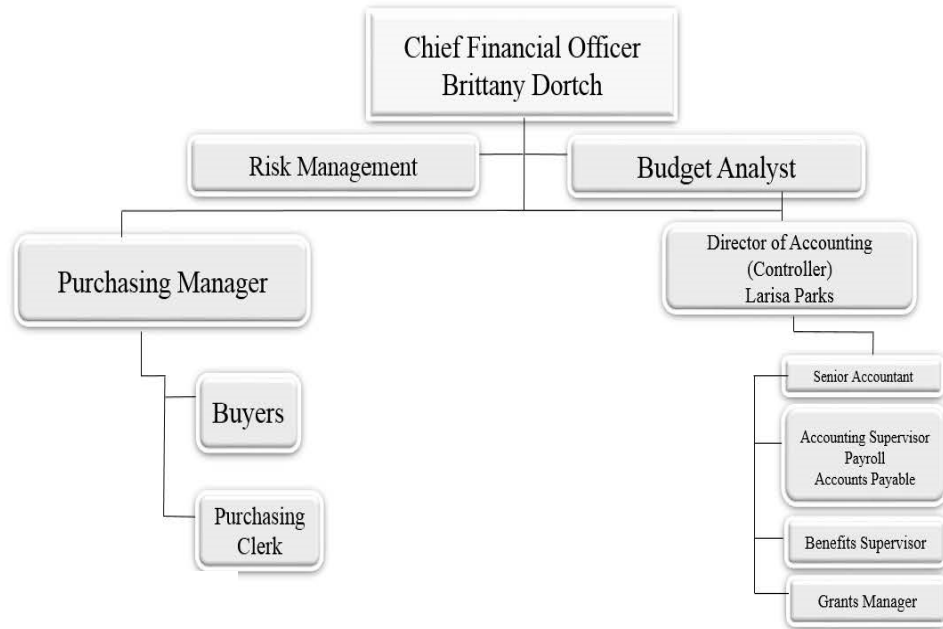 Chief Financial Officer
Brittany Dortch
Risk Management
Budget Analyst
Purchasing Manager
Director of Accounting
(Controller)
Larisa Parks
Buyers
Purchasing
Clerk
Senior Accountant
Accounting Supervisor
Payroll
Accounts Payable
Benefits Supervisor
Grants Manager